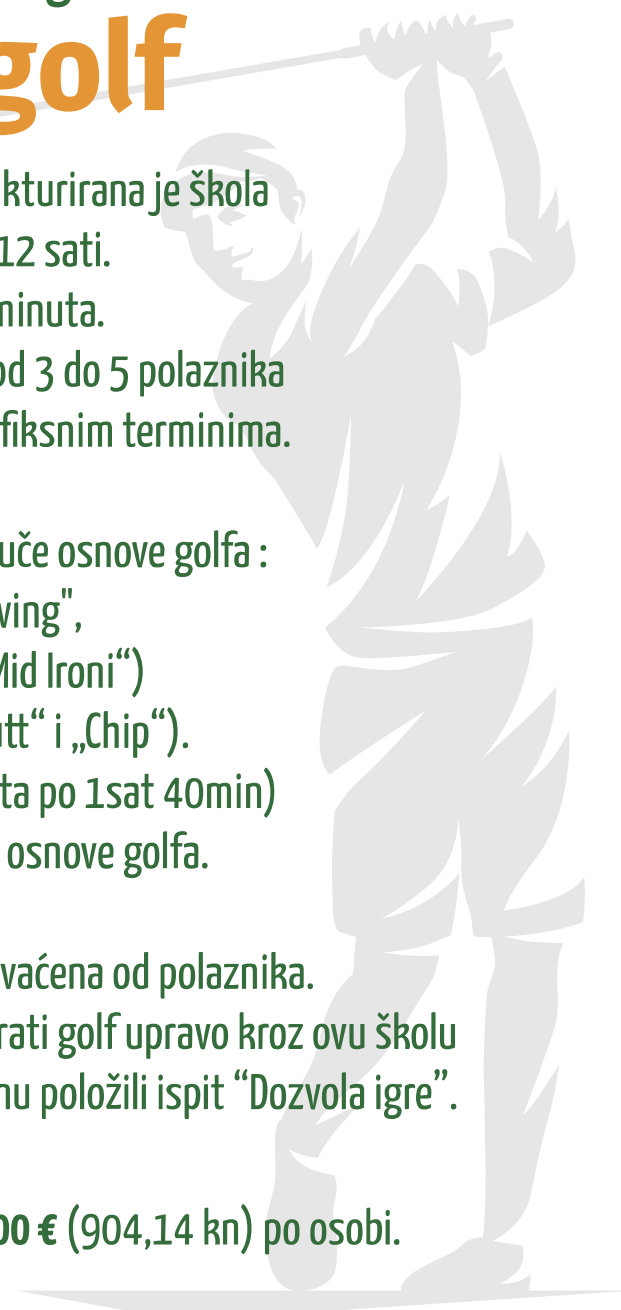 golf
kturirana je škola
12 sati.
minuta.
od 3 do 5 polaznika
fiksnim terminima.
uče osnove golfa :
ving",
Mid Ironi“)
utt“ i „Chip“).
ta po 1sat 40min)
osnove golfa.
vaćena od polaznika.
rati golf upravo kroz ovu školu
nu položili ispit “Dozvola igre”.
00 € (904,14 kn) po osobi.